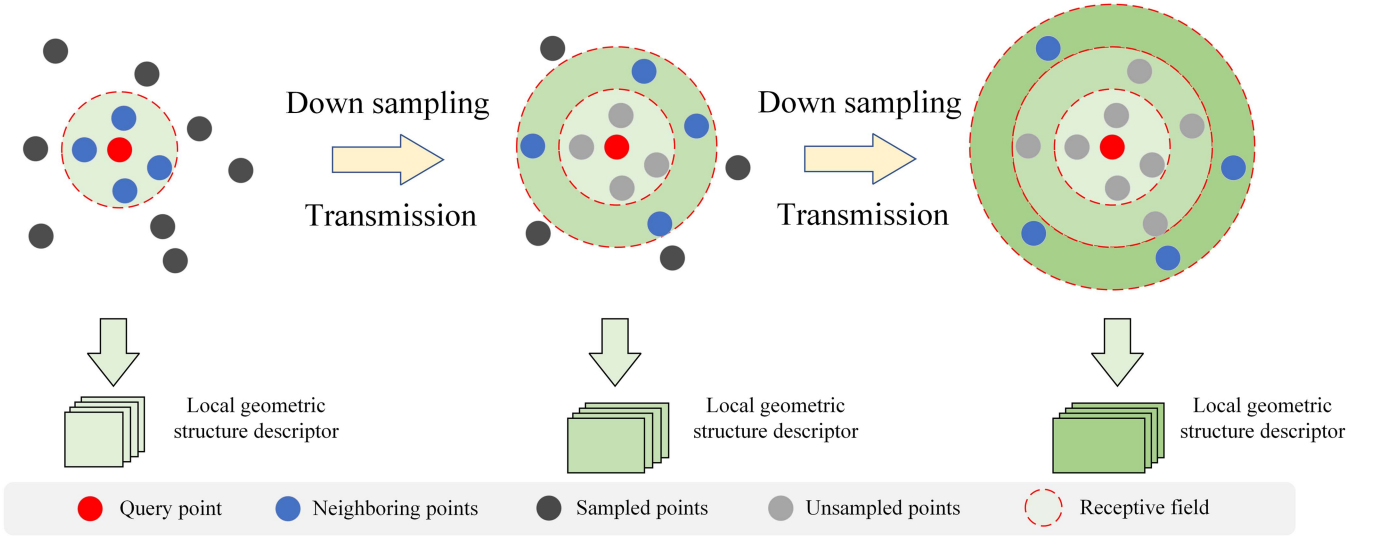 Down sampling
Transmission
Down sampling
Transmission
Local geometric
structure descriptor
Local geometric
structure descriptor
Local geometric
structure descriptor
Query point
Neighboring points
Sampled points
Unsampled points
Receptive field